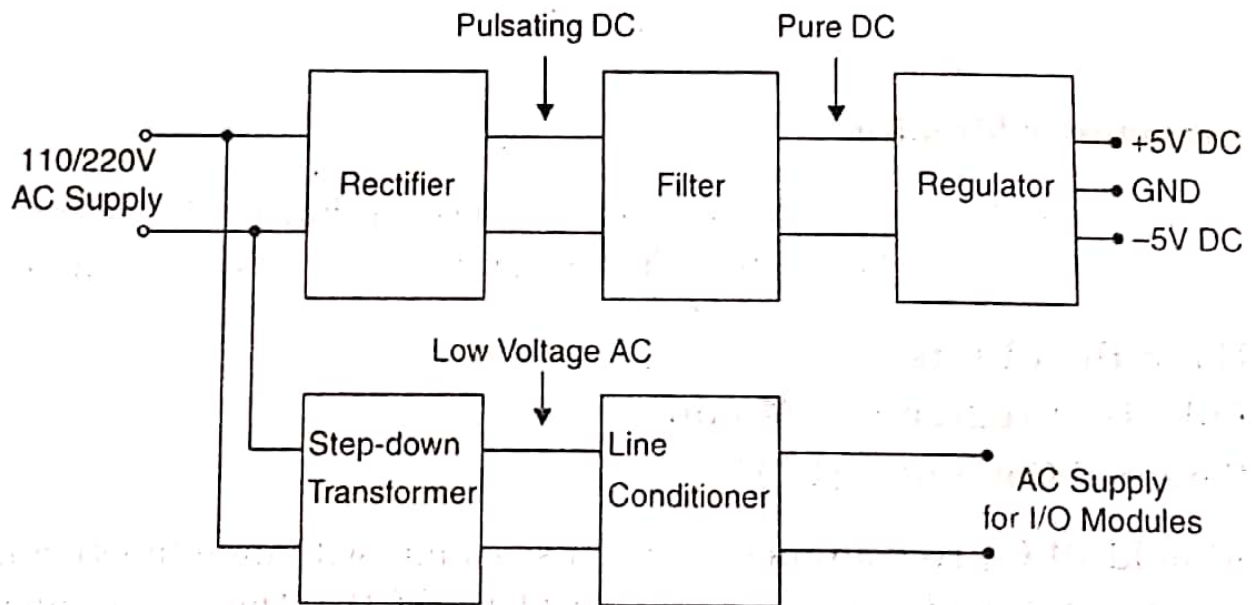 Pulsating DC
Pure DC
110/220V
AC Supply
Rectifier
Filter
Regulator
+5V DC
GND
–5V DC
Low Voltage AC
Step-down
Transformer
Line
Conditioner
AC Supply
for I/O Modules